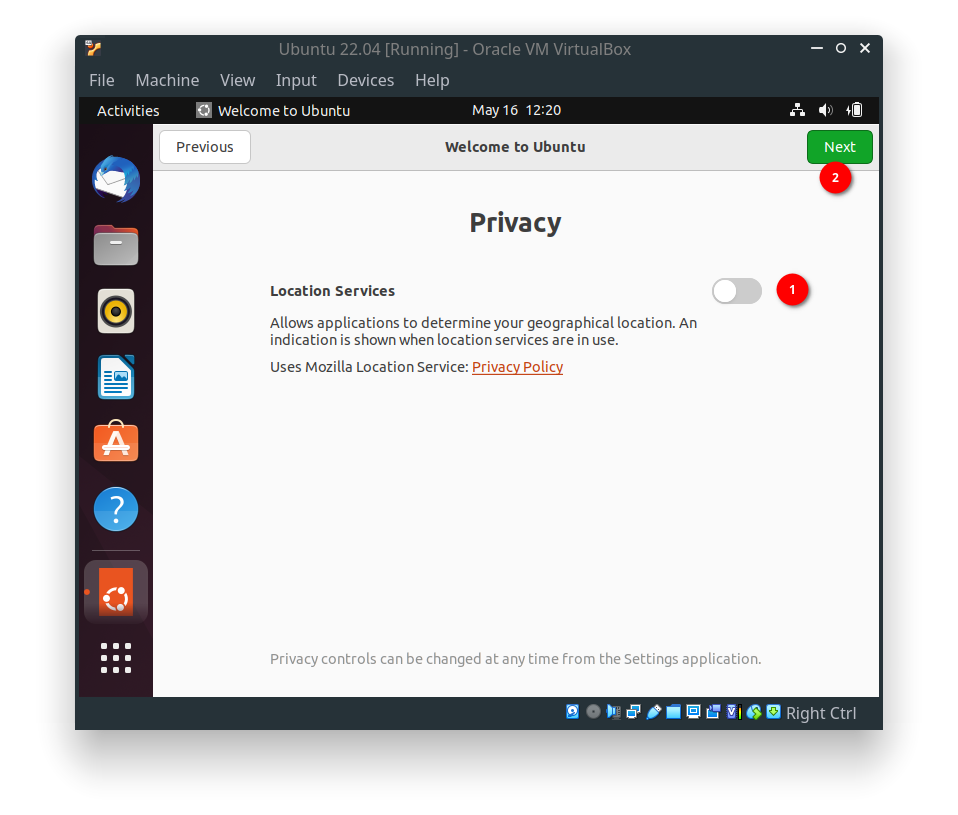 Ubuntu 22.04 [Running] - Oracle VM VirtualBox
File Machine View Input Devices Help
Activities Welcome to Ubuntu May 16 12:20
Previous Welcome to Ubuntu Next
2
Privacy
Location Services 1
Allows applications to determine your geographical location. An
indication is shown when location services are in use.
Uses Mozilla Location Service: Privacy Policy
?
Privacy controls can be changed at any time from the Settings application.
Right Ctrl